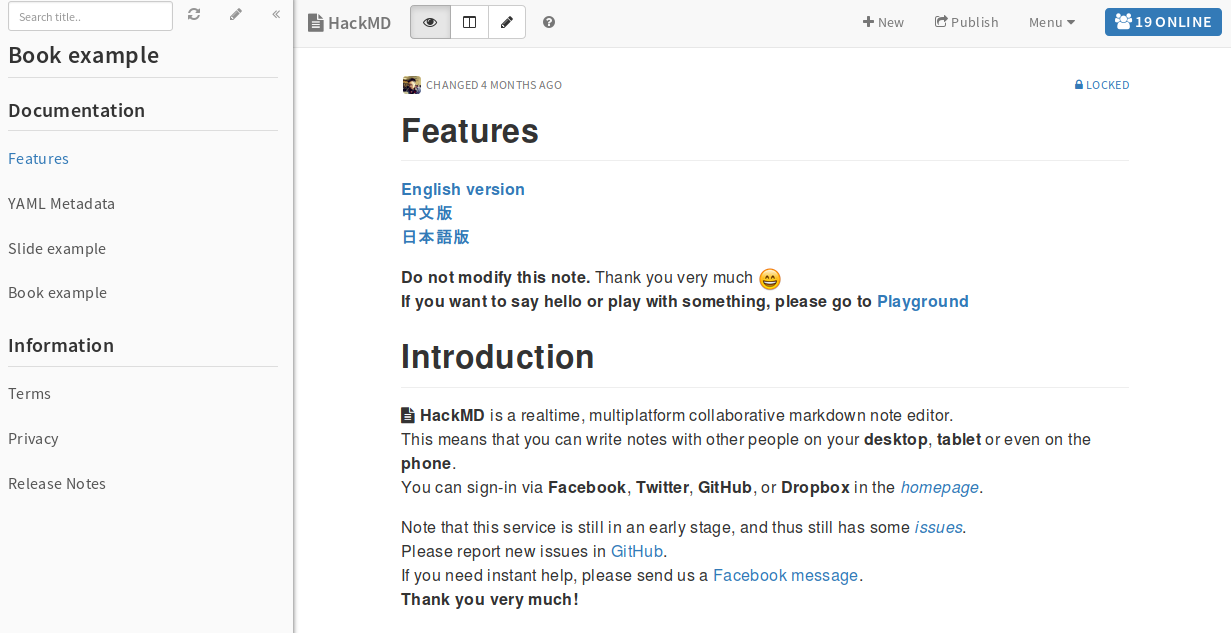 Search title..
Book example
Documentation
Features
YAML Metadata
Slide example
Book example
Information
Terms
Privacy
Release Notes
HackMD
New
Publish
Menu
19 ONLINE
CHANGED 4 MONTHS AGO
LOCKED
Features
English version
中文版
日本語版
Do not modify this note. Thank you very much 😄
If you want to say hello or play with something, please go to Playground
Introduction
HackMD is a realtime, multiplatform collaborative markdown note editor.
This means that you can write notes with other people on your desktop, tablet or even on the
phone.
You can sign-in via Facebook, Twitter, GitHub, or Dropbox in the homepage.
Note that this service is still in an early stage, and thus still has some issues.
Please report new issues in GitHub.
If you need instant help, please send us a Facebook message.
Thank you very much!